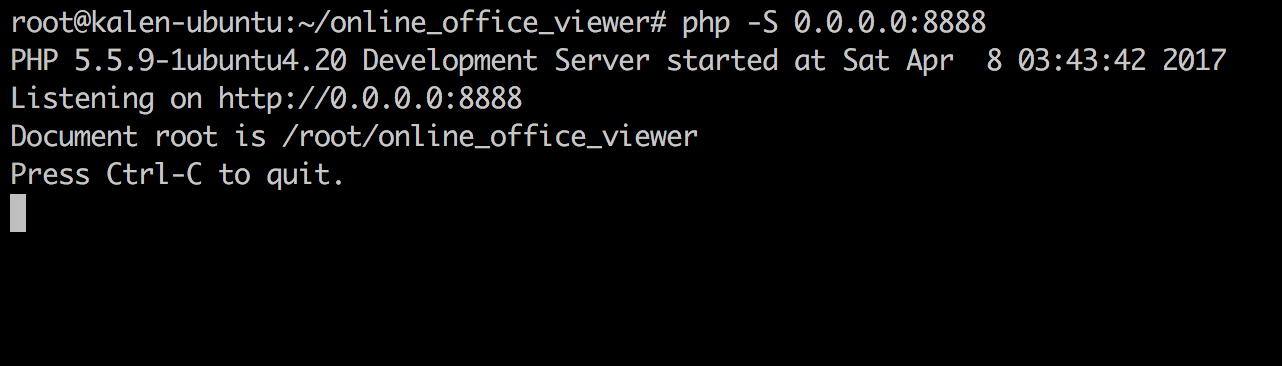 root@kalen-ubuntu:~/online_office_viewer# php -S 0.0.0.0:8888
PHP 5.5.9-1ubuntu4.20 Development Server started at Sat Apr  8 03:43:42 2017
Listening on http://0.0.0.0:8888
Document root is /root/online_office_viewer
Press Ctrl-C to quit.